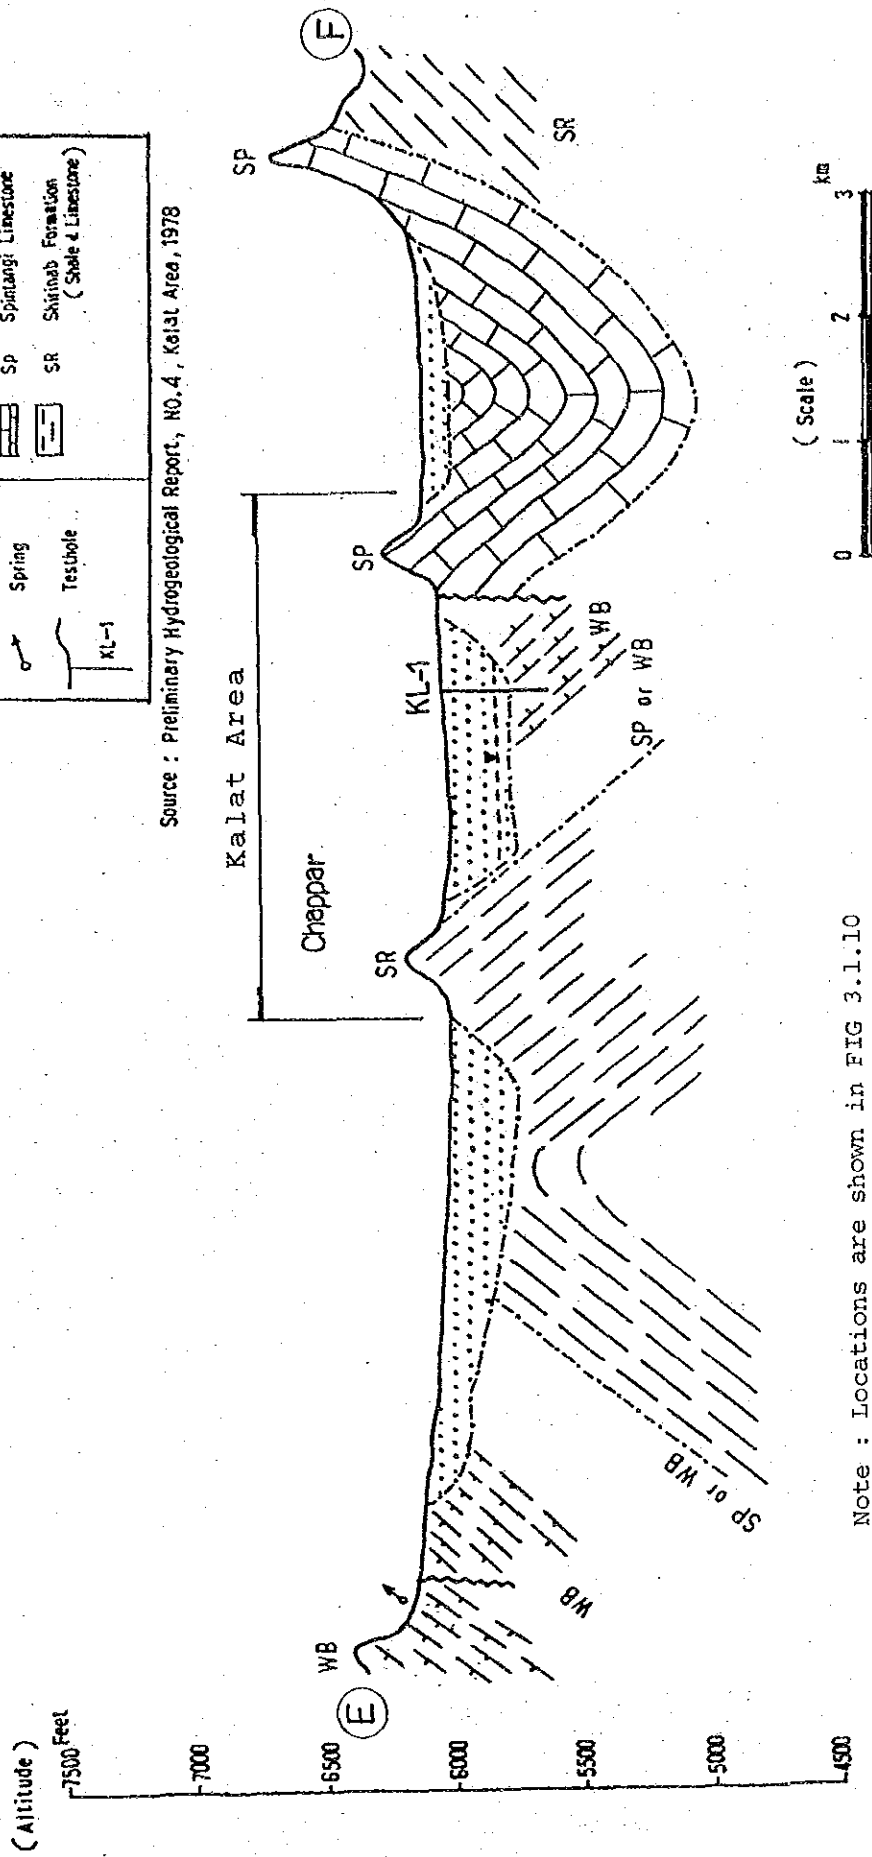 SP Spintangi Limestone
SR Shirinab Formation
( Shale & Limestone )
Spring
Testhole
KL-1
Source : Preliminary Hydrogeological Report, NO.4, Kalat Area, 1978
Kalat Area
Chappar
( Altitude )
7500 Feet
7000
6500
6000
5500
5000
4500
E
WB
WB
SP or WB
SR
KL-1
SP or WB
WB
SP
SP
SR
F
( Scale )
0 1 2 3 km
Note : Locations are shown in FIG 3.1.10